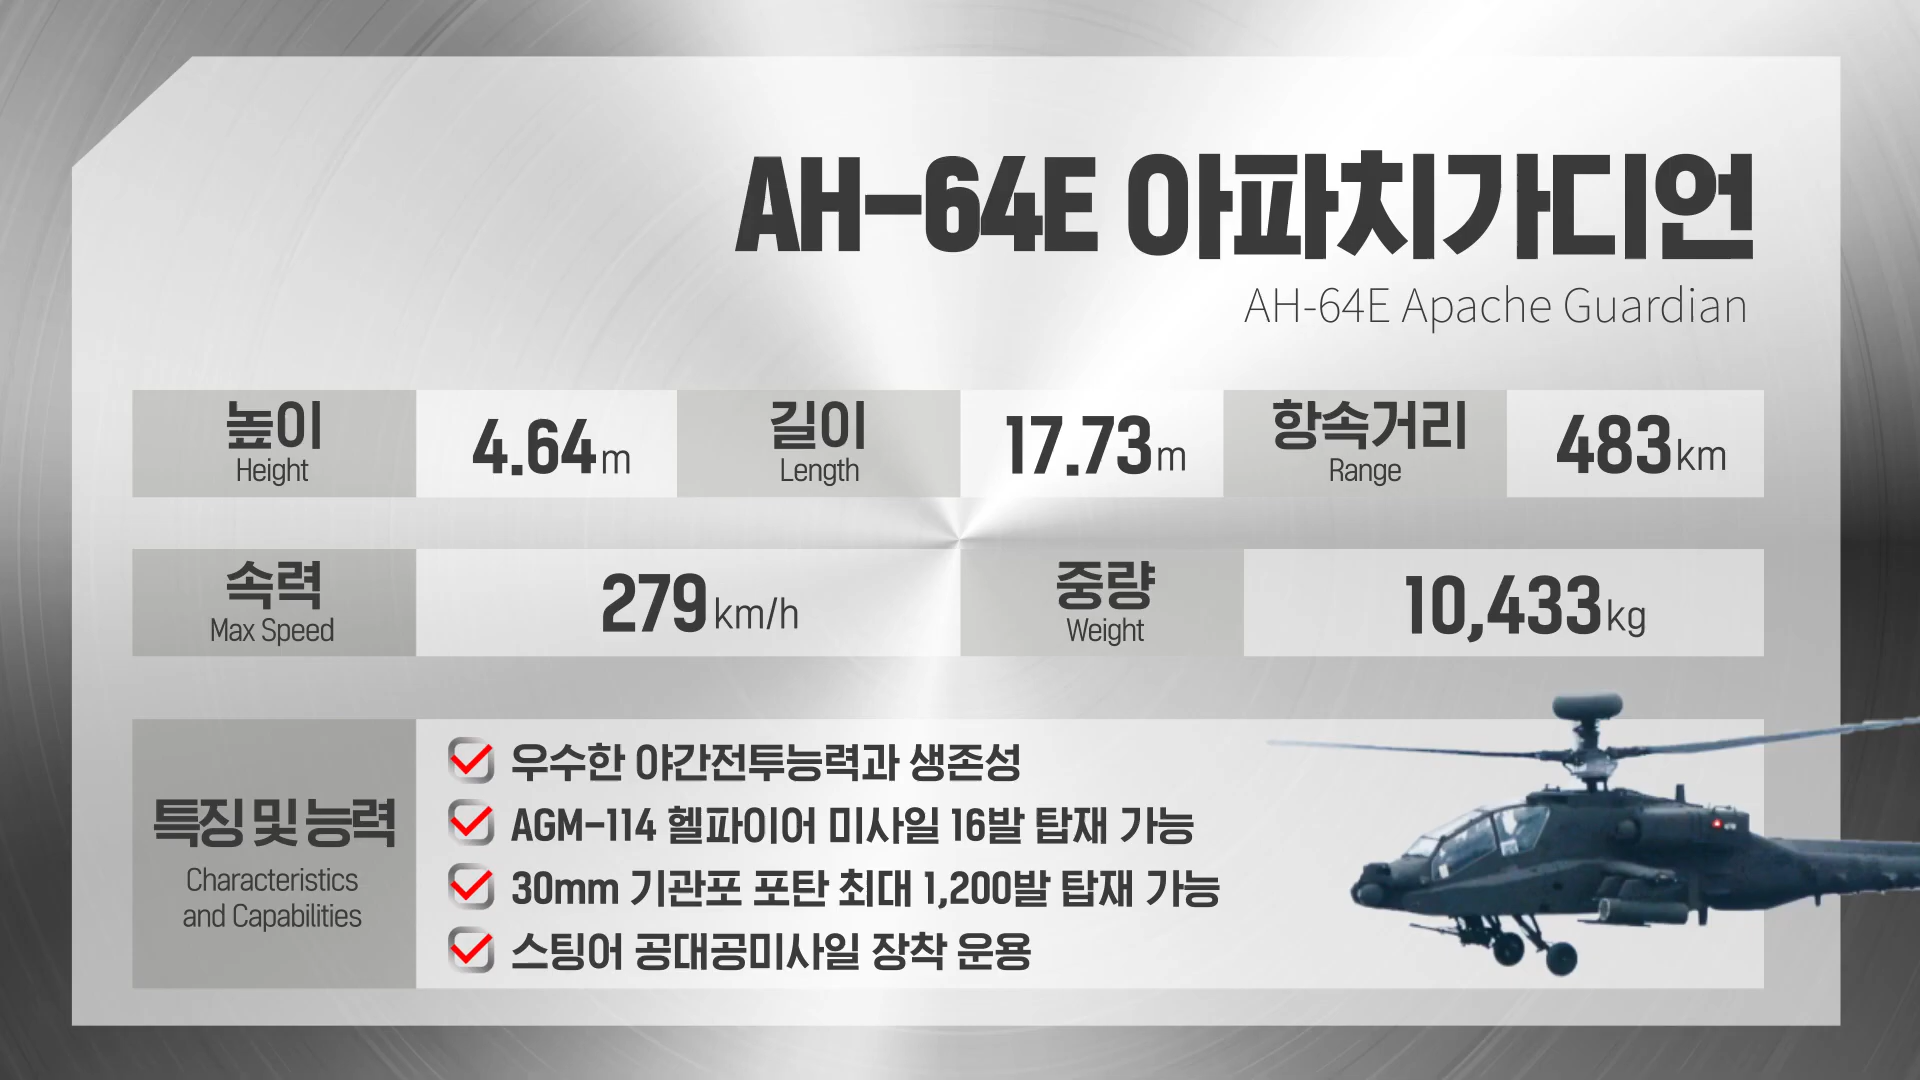 AH-64E 아파치가디언
AH-64E Apache Guardian
높이
Height
4.64m
길이
Length
17.73m
항속거리
Range
483km
속력
Max Speed
279km/h
중량
Weight
10,433kg
특징 및 능력
Characteristics
and Capabilities
우수한 야간전투능력과 생존성
AGM-114 헬파이어 미사일 16발 탑재 가능
30mm 기관포 포탄 최대 1,200발 탑재 가능
스팅어 공대공미사일 장착 운용